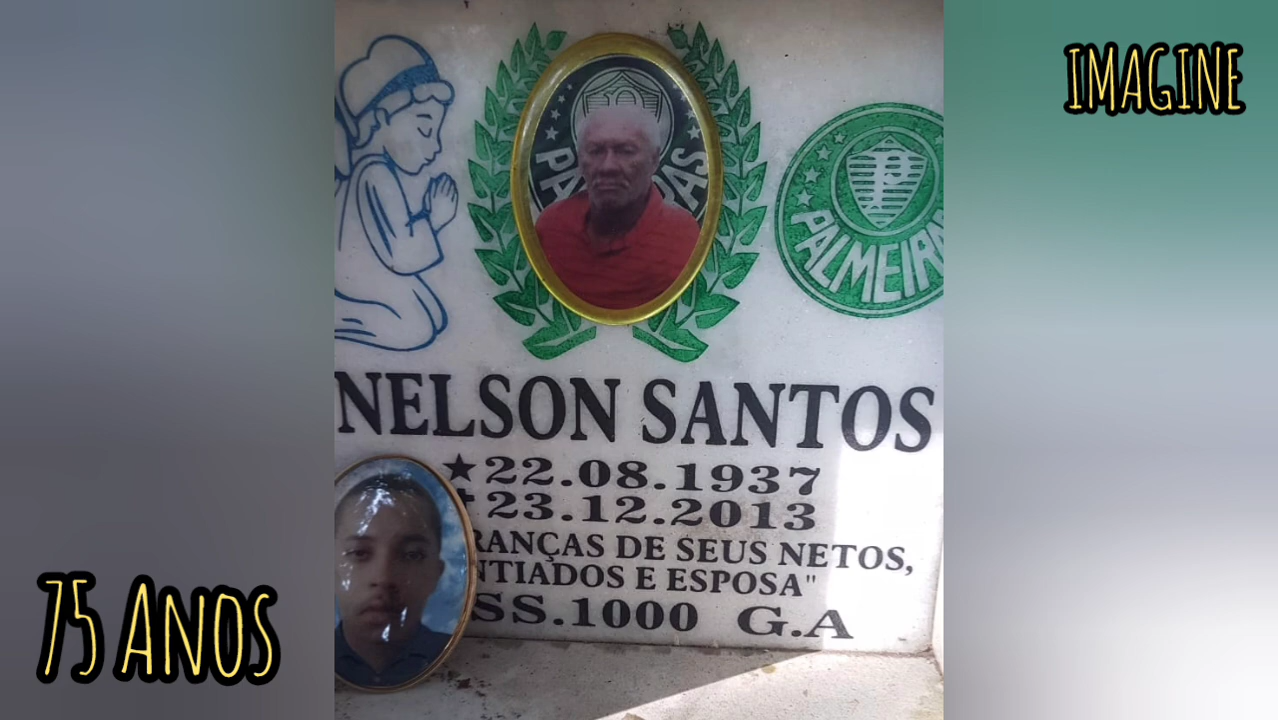 IMAGINE
PALMEIRAS
NELSON SANTOS
★22.08.1937
23.12.2013
RANÇAS DE SEUS NETOS,
NTIADOS E ESPOSA"
SS.1000 G.A
75 Anos